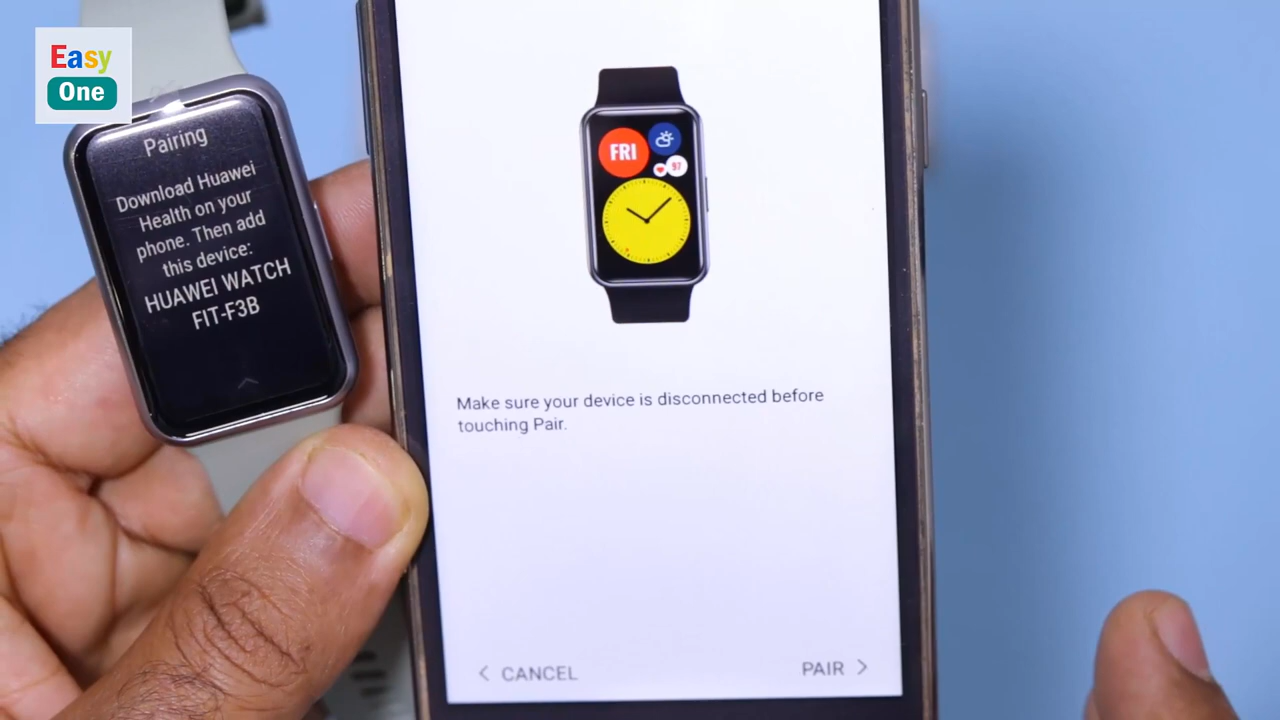 Easy
One
Pairing
Download Huawei
Health on your
phone. Then add
this device:
HUAWEI WATCH
FIT-F3B
FRI
97
Make sure your device is disconnected before
touching Pair.
CANCEL
PAIR